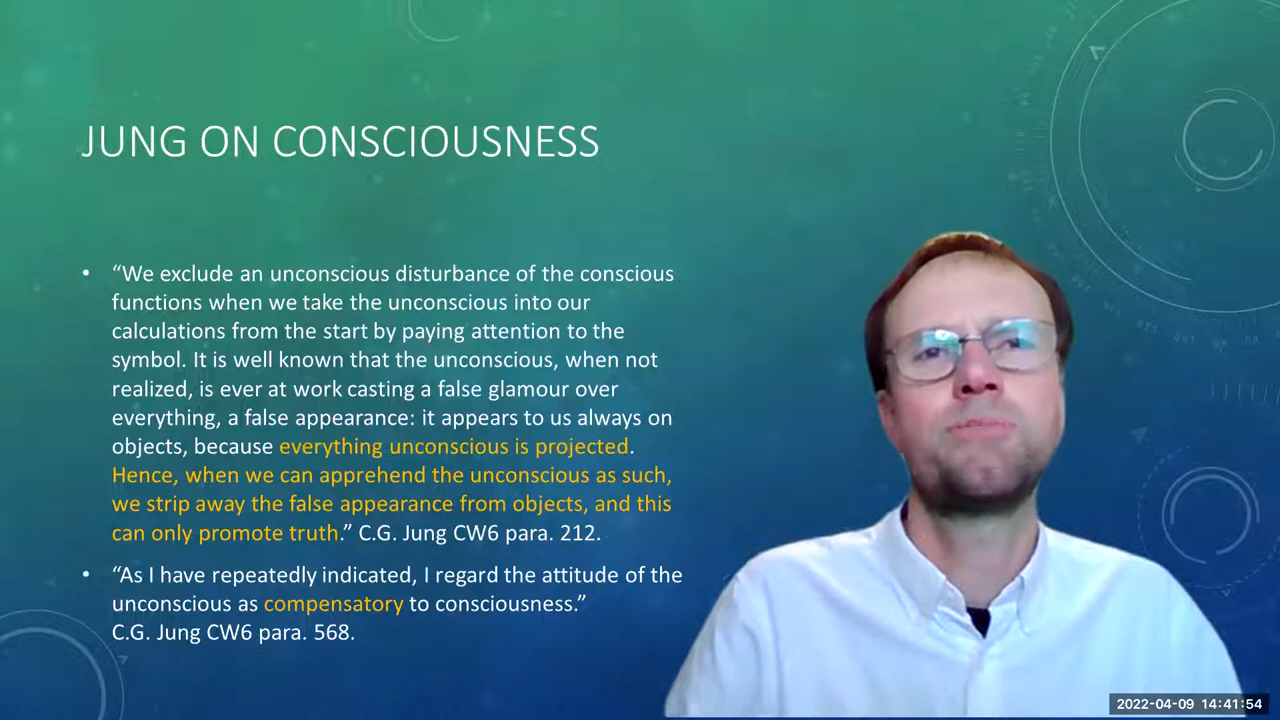 JUNG ON CONSCIOUSNESS
• “We exclude an unconscious disturbance of the conscious
functions when we take the unconscious into our
calculations from the start by paying attention to the
symbol. It is well known that the unconscious, when not
realized, is ever at work casting a false glamour over
everything, a false appearance: it appears to us always on
objects, because everything unconscious is projected.
Hence, when we can apprehend the unconscious as such,
we strip away the false appearance from objects, and this
can only promote truth.” C.G. Jung CW6 para. 212.
• “As I have repeatedly indicated, I regard the attitude of the
unconscious as compensatory to consciousness.”
C.G. Jung CW6 para. 568.
2022-04-09 14:41:54